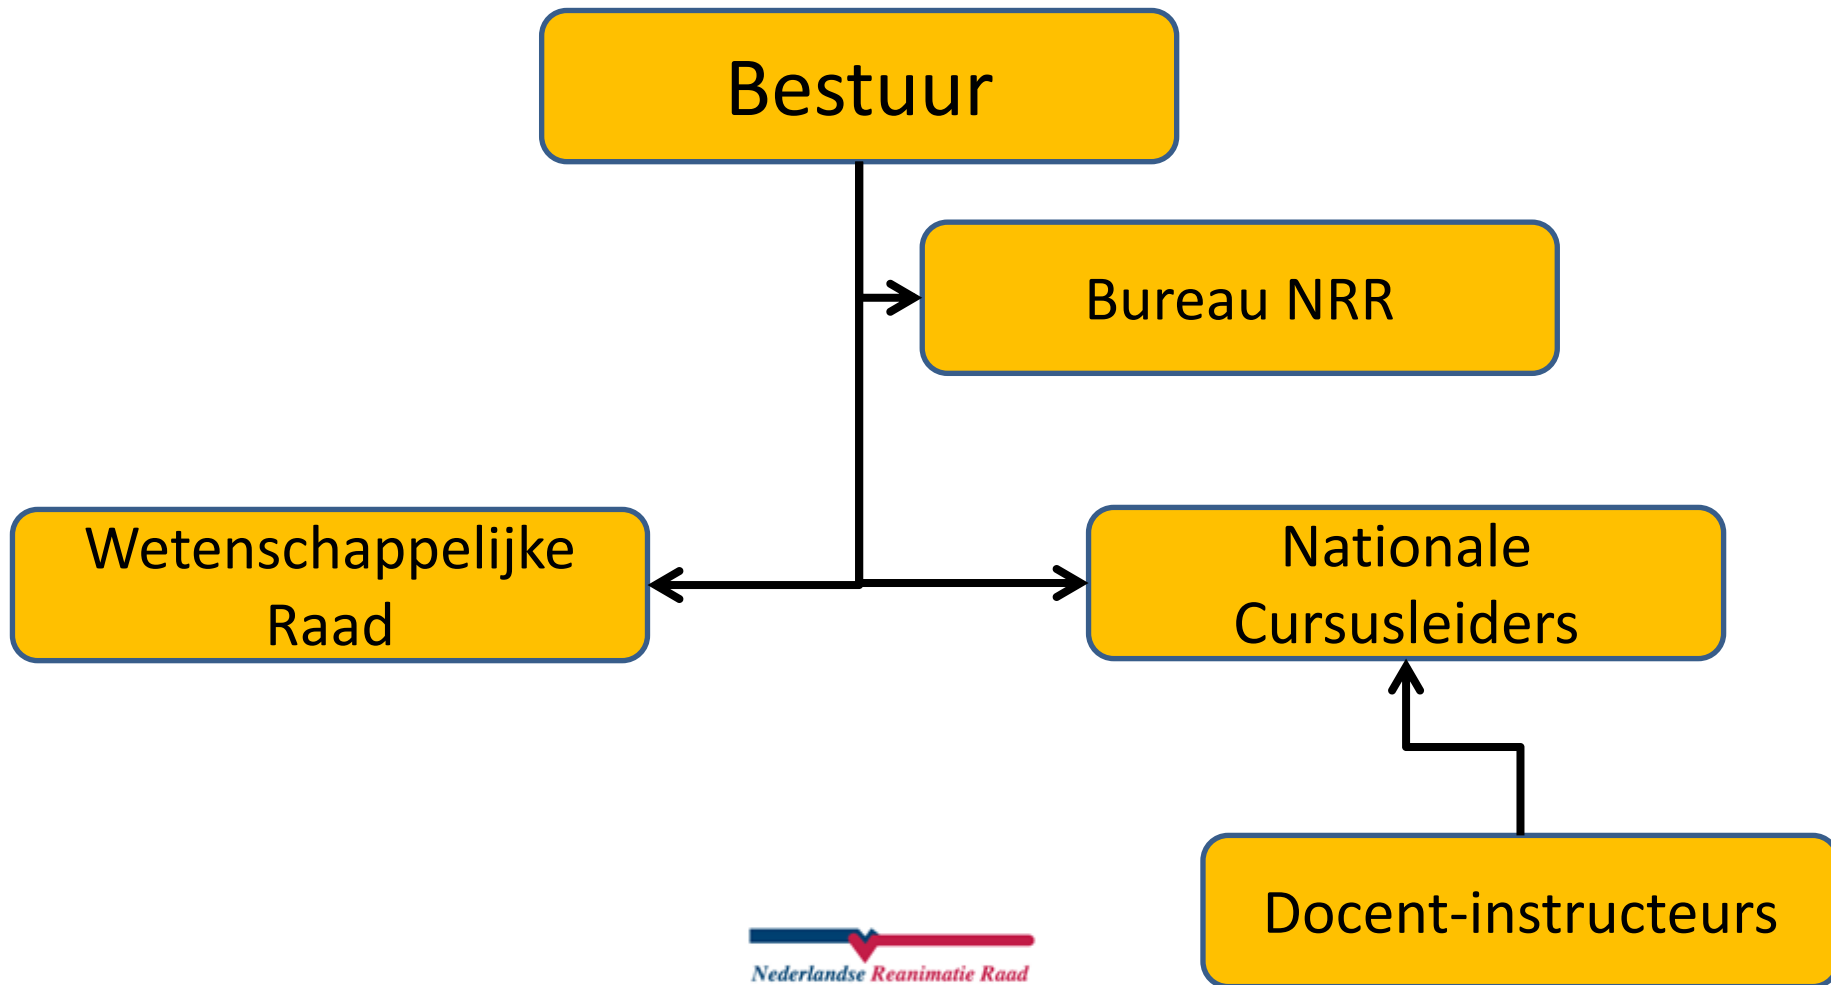 Bestuur
Bureau NRR
Wetenschappelijke
Raad
Nationale
Cursusleiders
Docent-instructeurs
Nederlandse Reanimatie Raad